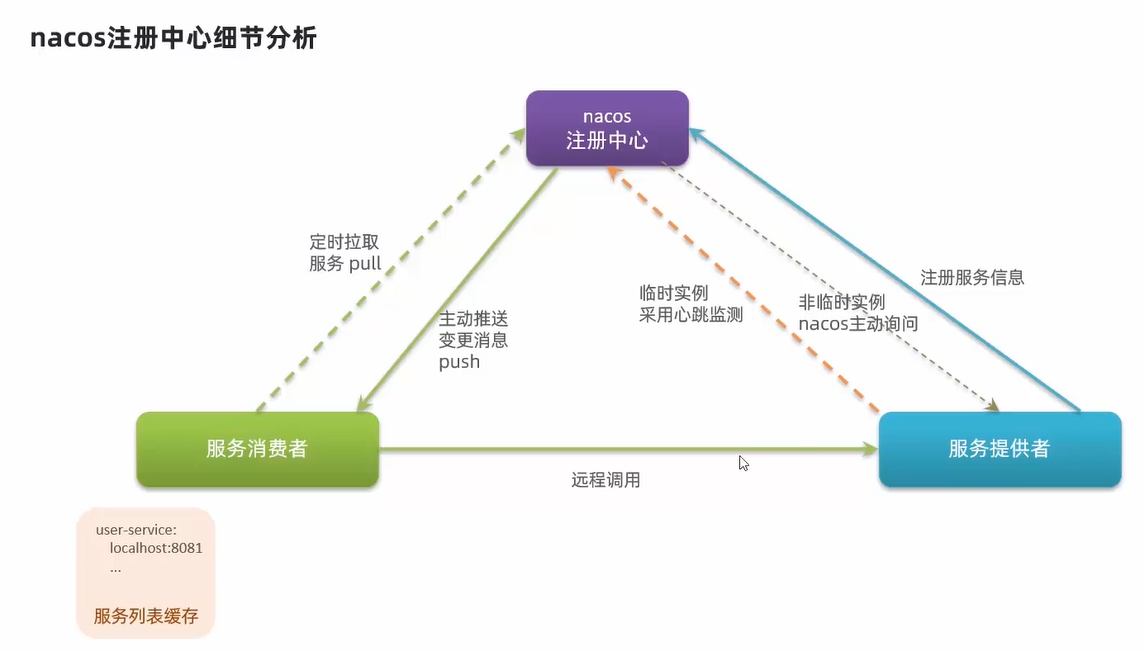 nacos注册中心细节分析
nacos
注册中心
定时拉取
服务 pull
主动推送
变更消息
push
临时实例
采用心跳监测
非临时实例
nacos主动询问
注册服务信息
服务消费者
远程调用
服务提供者
user-service:
localhost:8081
...
服务列表缓存